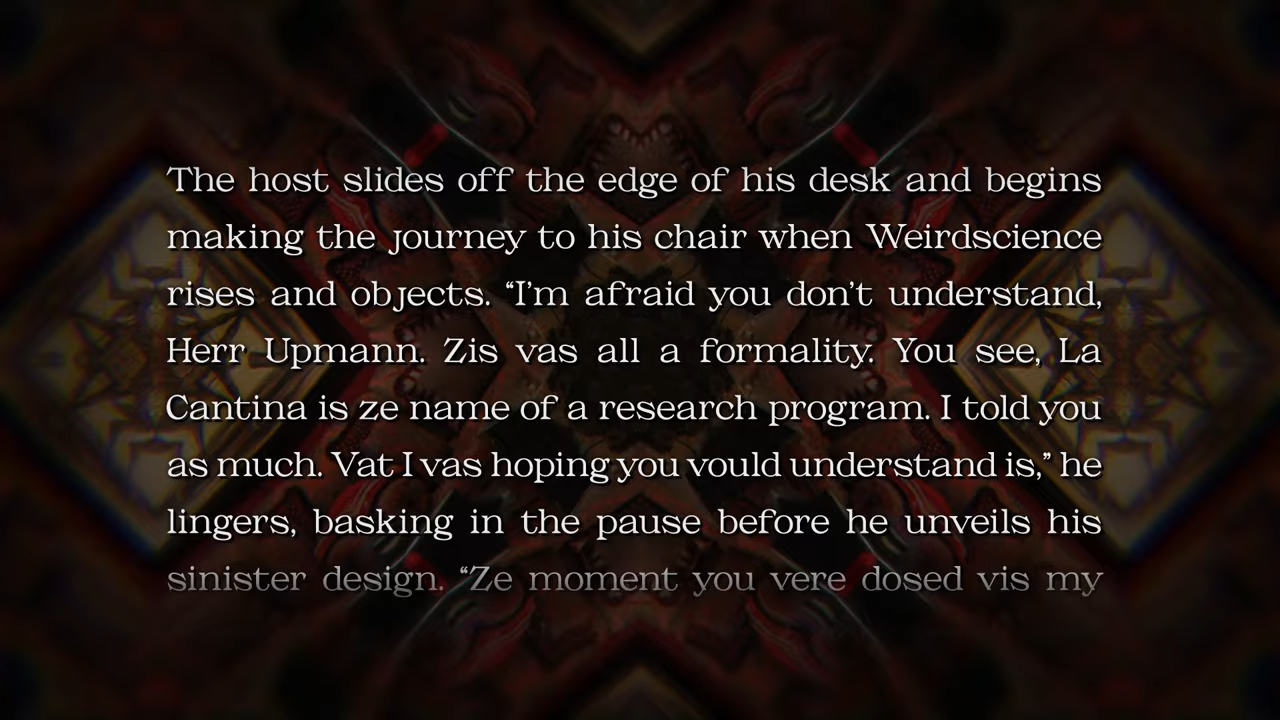 The host slides off the edge of his desk and begins
making the journey to his chair when Weirdscience
rises and objects. “I’m afraid you don’t understand,
Herr Upmann. Zis vas all a formality. You see, La
Cantina is ze name of a research program. I told you
as much. Vat I vas hoping you vould understand is,” he
lingers, basking in the pause before he unveils his
sinister design. “Ze moment you vere dosed vis my